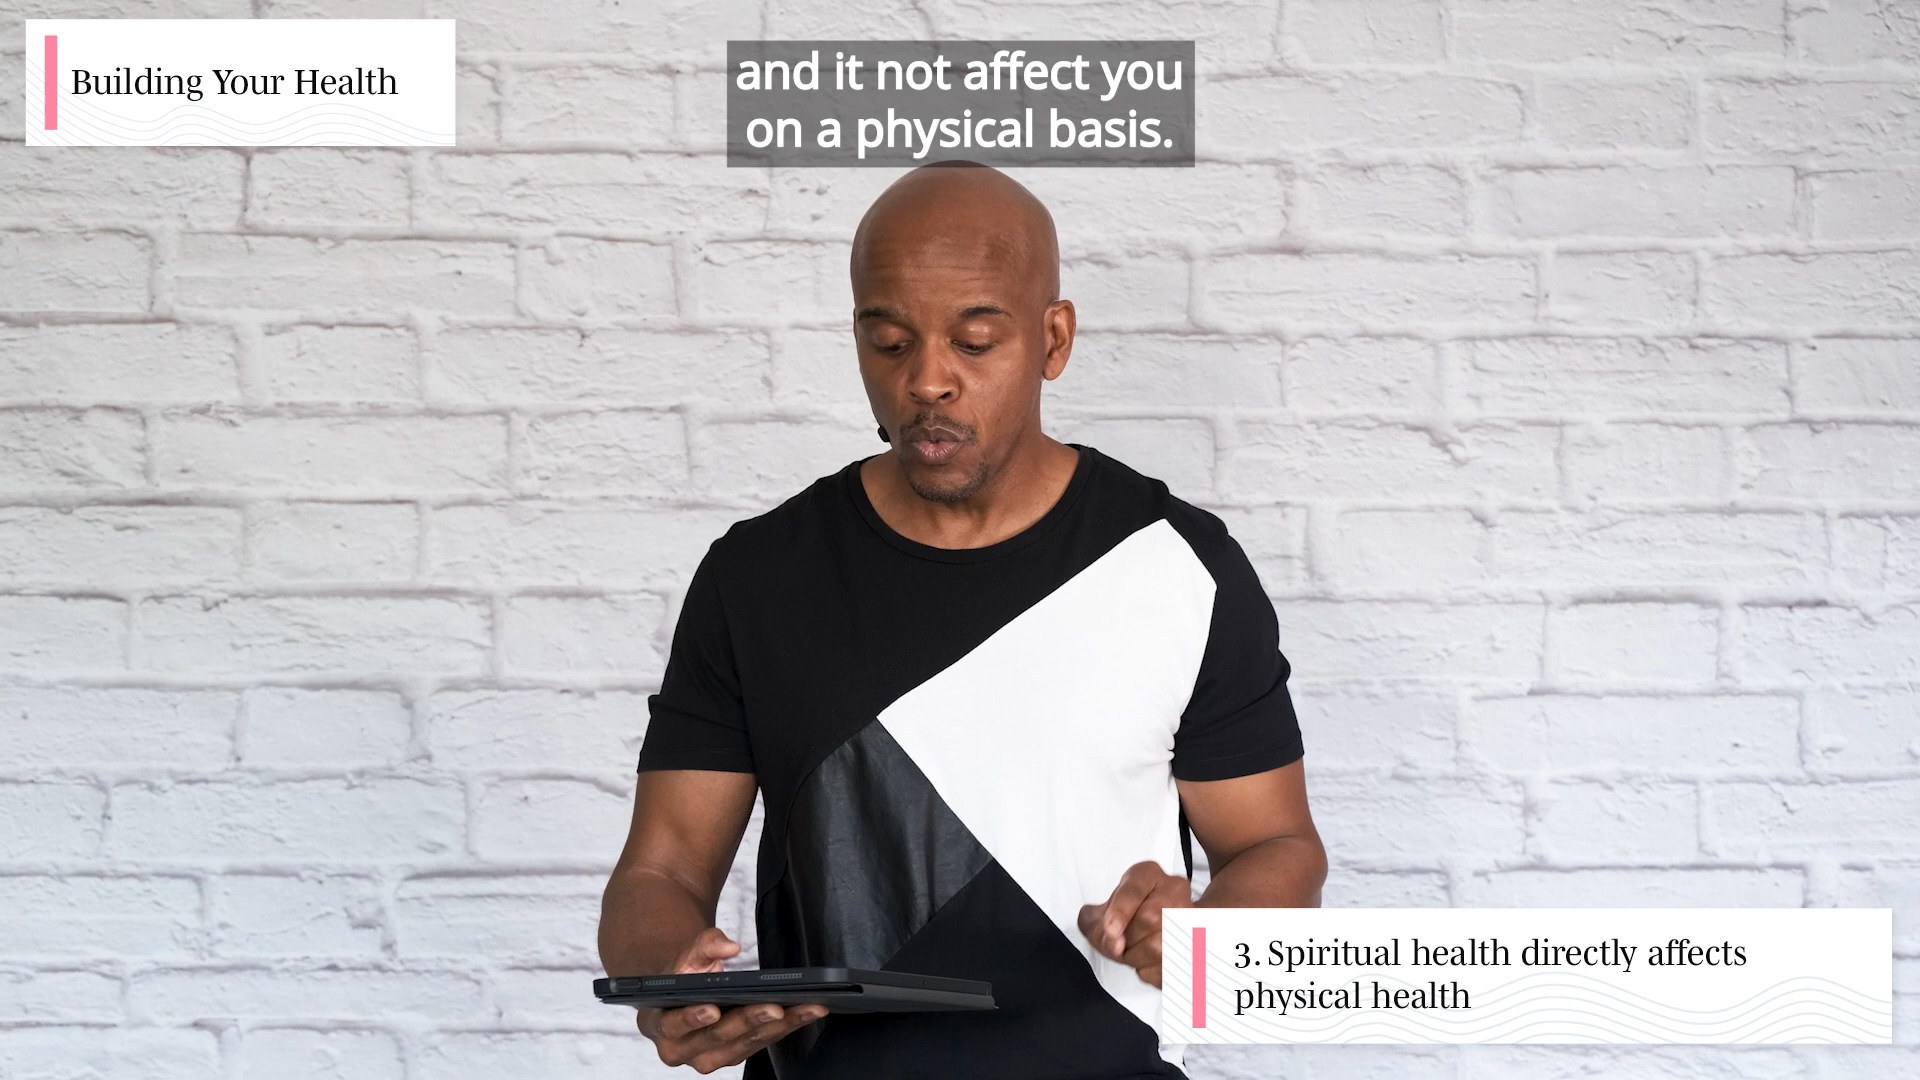 Building Your Health
and it not affect you
on a physical basis.
3. Spiritual health directly affects
physical health